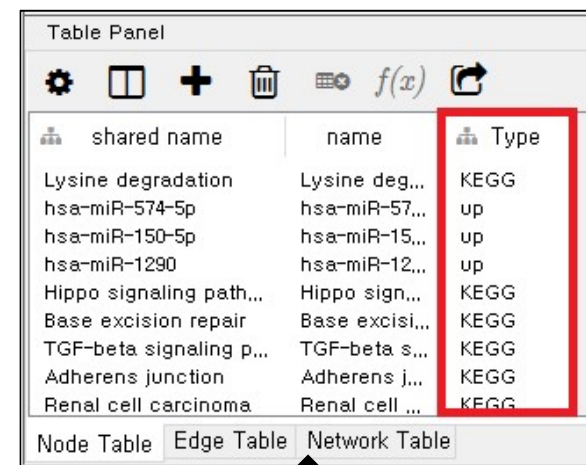 Table Panel
f(x)
shared name name Type
Lysine degradation Lysine deg... KEGG
hsa-miR-574-5p hsa-miR-57... up
hsa-miR-150-5p hsa-miR-15... up
hsa-miR-1290 hsa-miR-12... up
Hippo signaling path... Hippo sign... KEGG
Base excision repair Base excisi... KEGG
TGF-beta signaling p... TGF-beta s... KEGG
Adherens junction Adherens j... KEGG
Renal cell carcinoma Renal cell ... KEGG
Node Table Edge Table Network Table